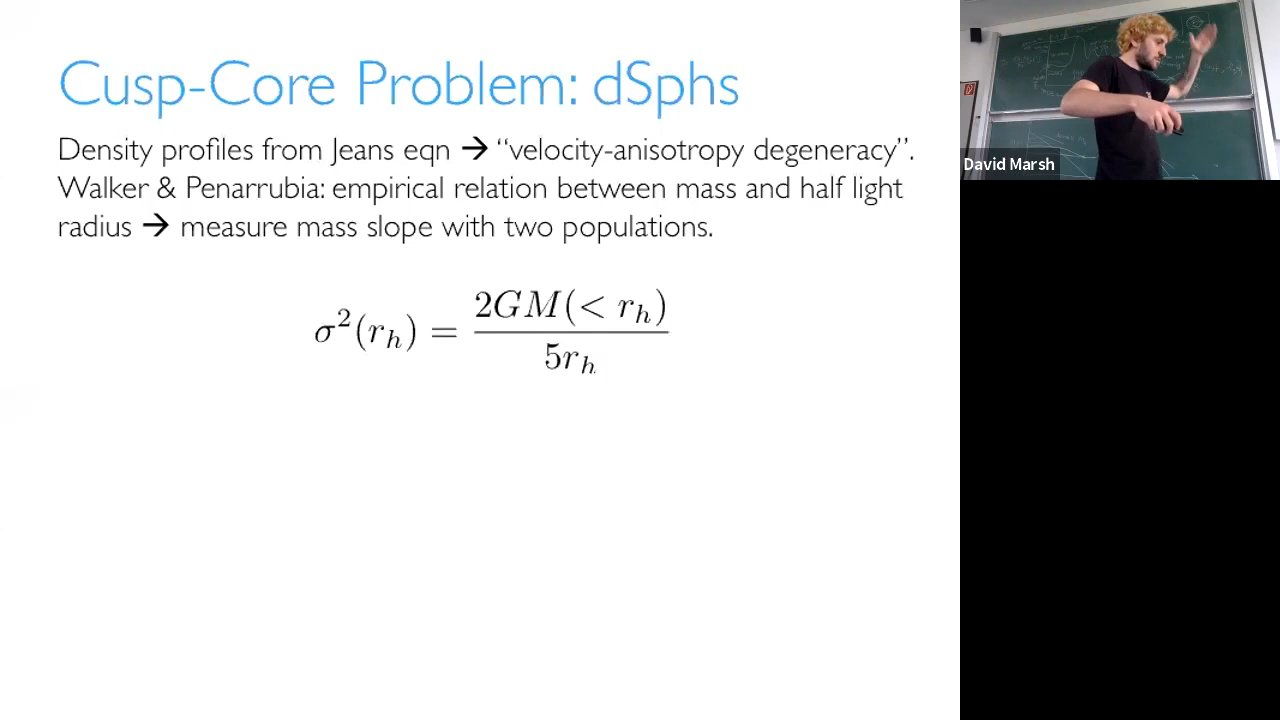 Cusp-Core Problem: dSphs
Density profiles from Jeans eqn → “velocity-anisotropy degeneracy”.
Walker & Penarrubia: empirical relation between mass and half light
radius → measure mass slope with two populations.
σ²(r_h) = 2GM(< r_h) / 5r_h
David Marsh